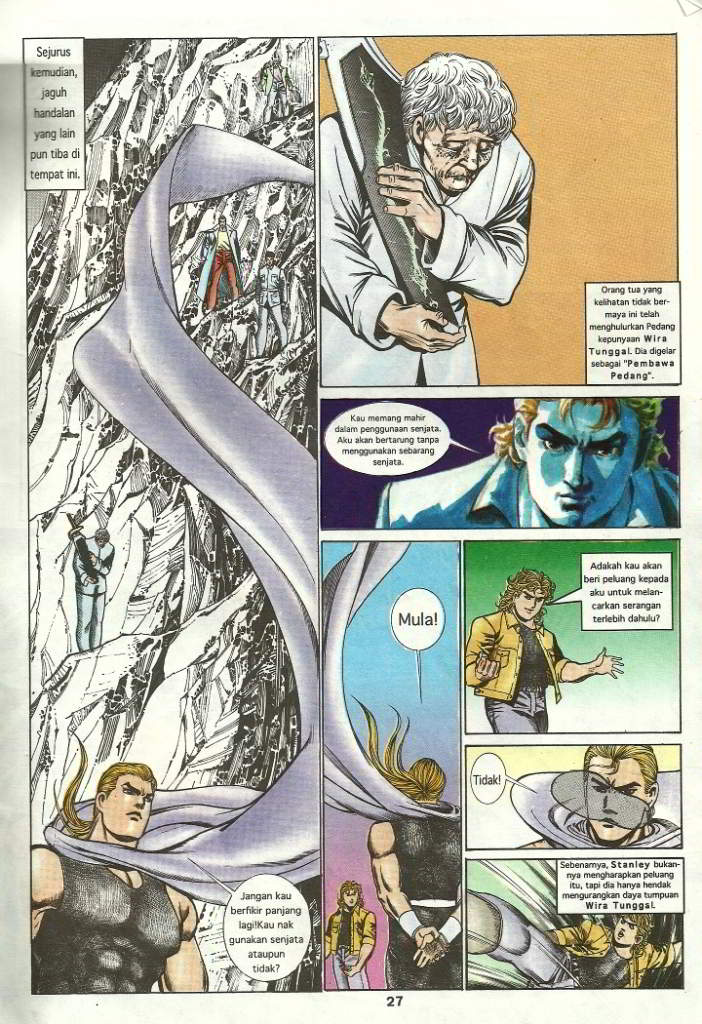 Sejurus
kemudian,
jaguh
handalan
yang lain
pun tiba di
tempat ini.
Jangan kau
berfikir panjang
lagi!Kau nak
gunakan senjata
ataupun
tidak?
Orang tua yang
kelihatan tidak ber-
maya ini telah
menghulurkan Pedang
kepunyaan Wira
Tunggal. Dia digelar
sebagai "Pembawa
Pedang".
Kau memang mahir
dalam penggunaan senjata.
Aku akan bertarung tanpa
menggunakan sebarang
senjata.
Mula!
Adakah kau akan
beri peluang kepada
aku untuk melan-
carkan serangan
terlebih dahulu?
Tidak!
Sebenarnya, Stanley bukan-
nya mengharapkan peluang
itu, tapi dia hanya hendak
mengurangkan daya tumpuan
Wira Tunggal.
27